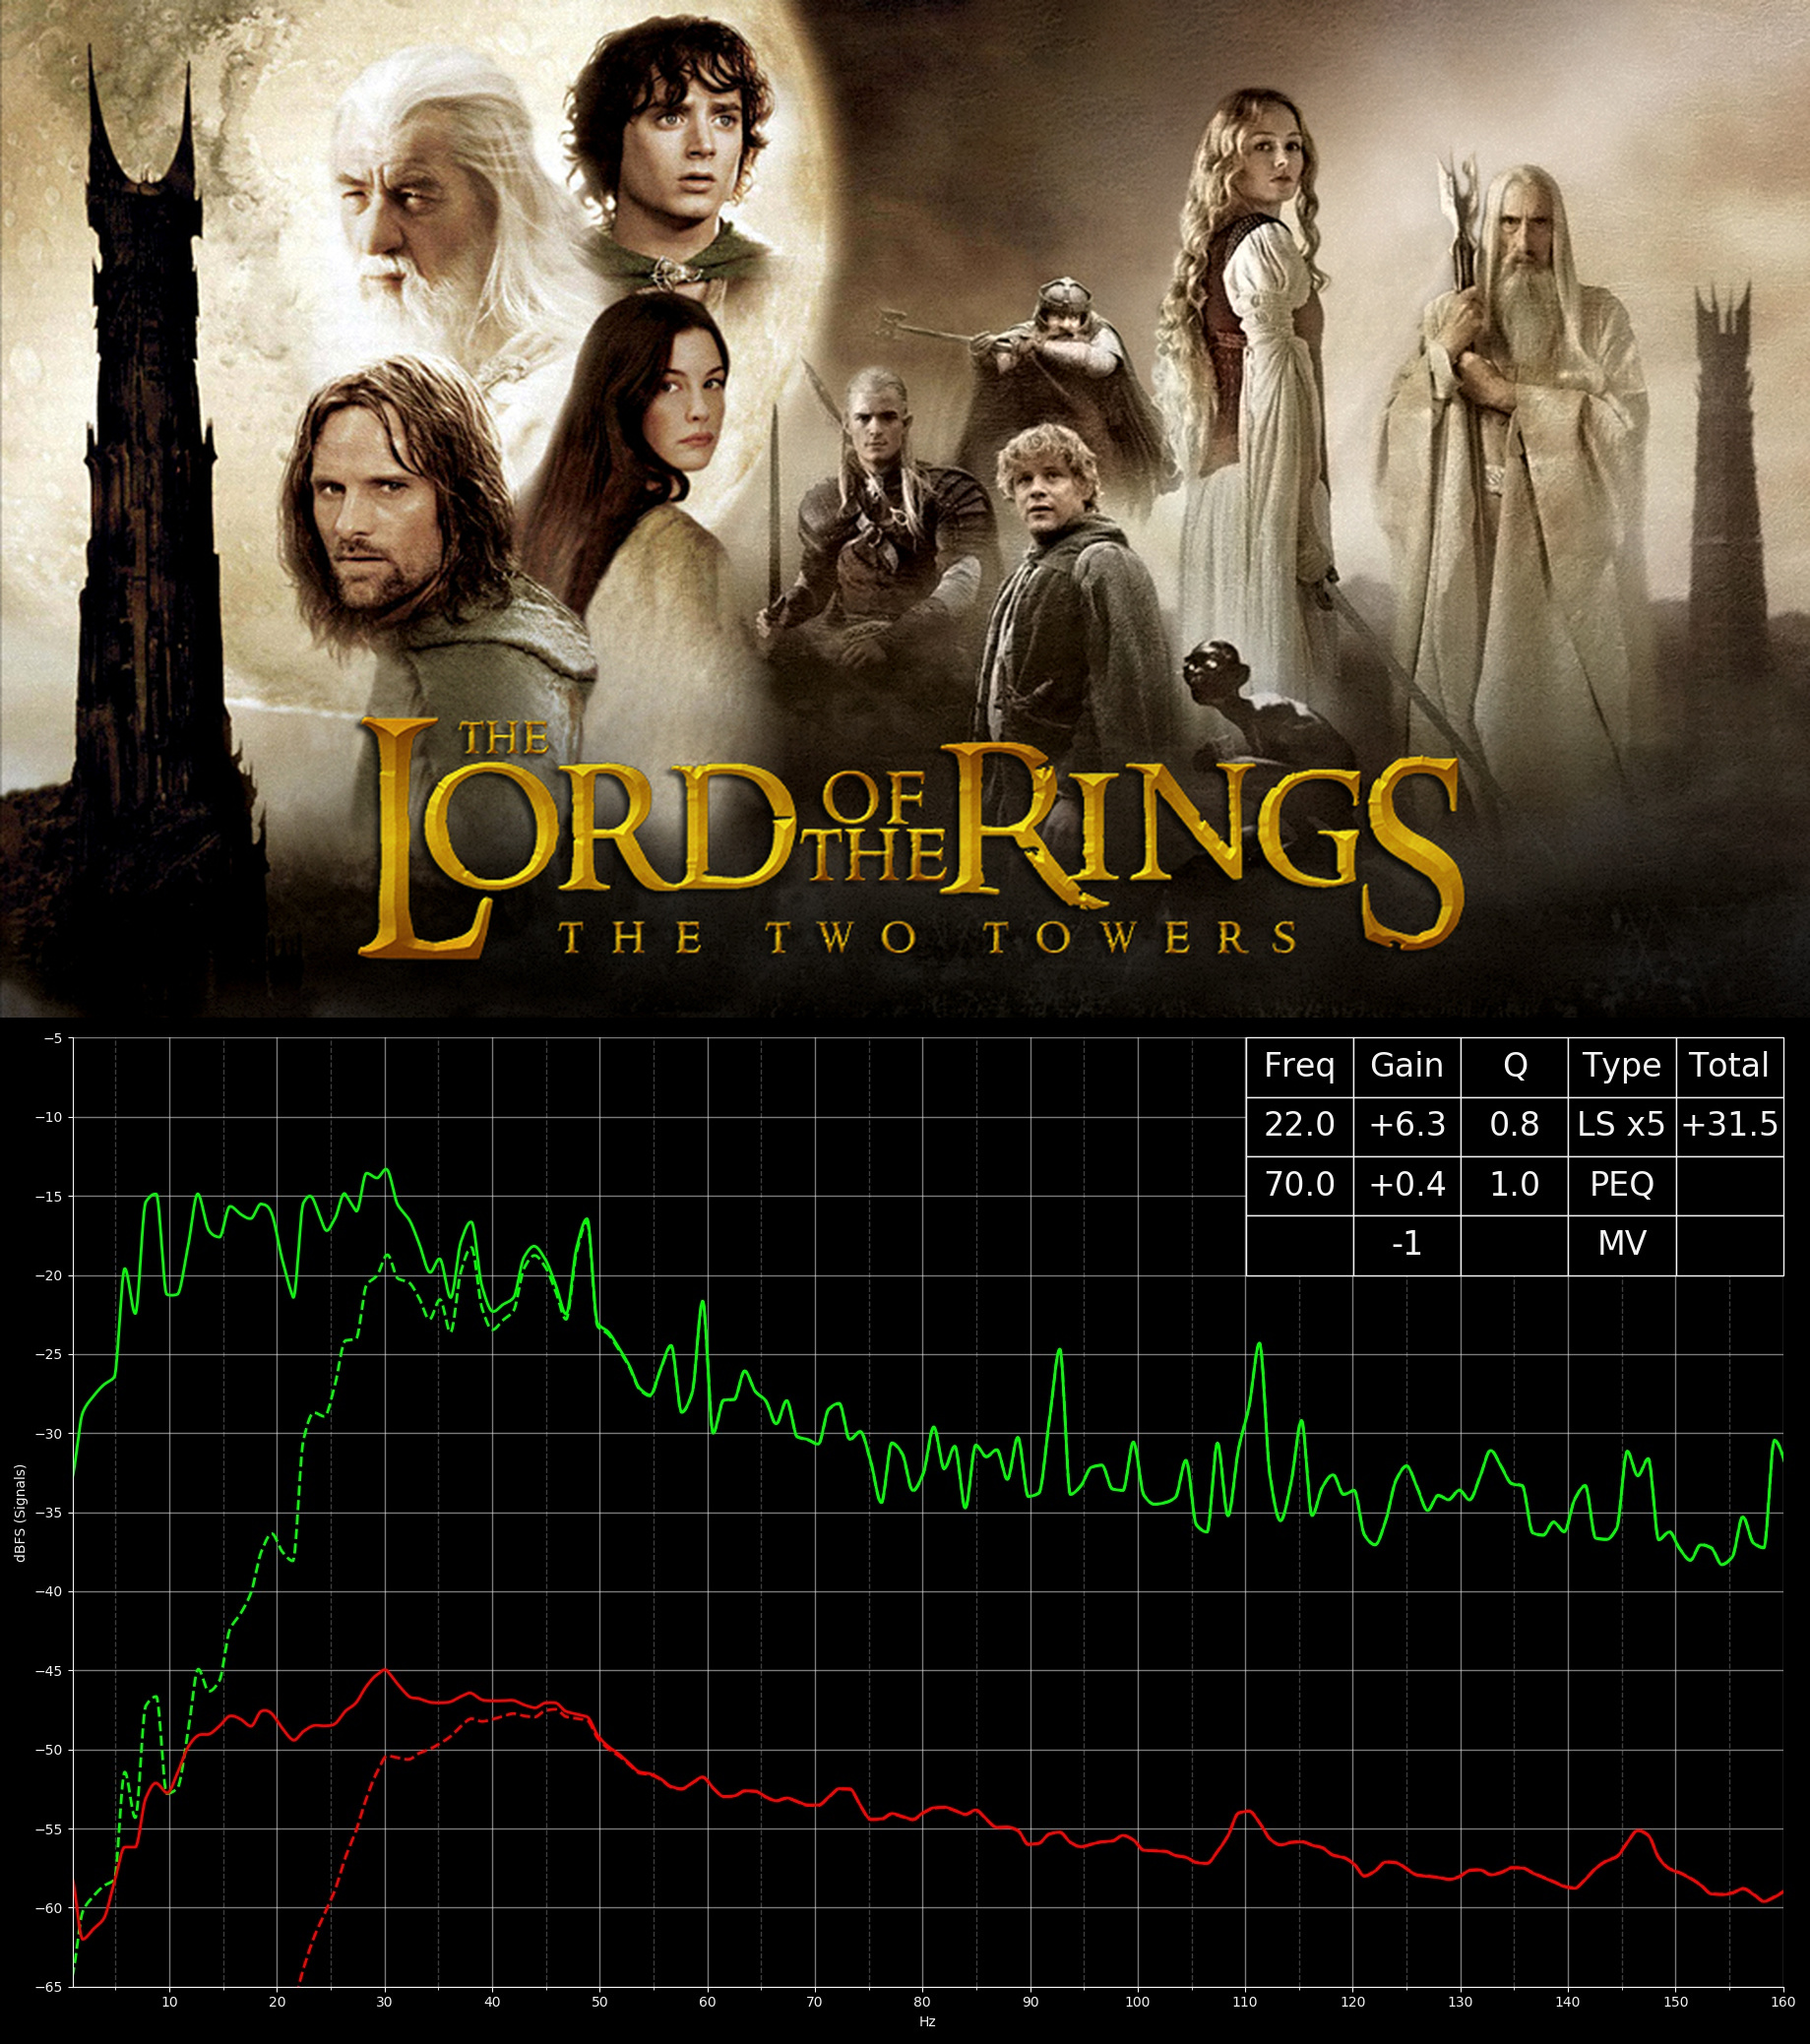 THE
LORD OF THE RINGS
THE TWO TOWERS
Freq Gain Q Type Total
22.0 +6.3 0.8 LS x5 +31.5
70.0 +0.4 1.0 PEQ
-1 MV
−5
−10
−15
−20
−25
−30
−35
−40
−45
−50
−55
−60
−65
dBFS (Signals)
10 20 30 40 50 60 70 80 90 100 110 120 130 140 150 160
Hz